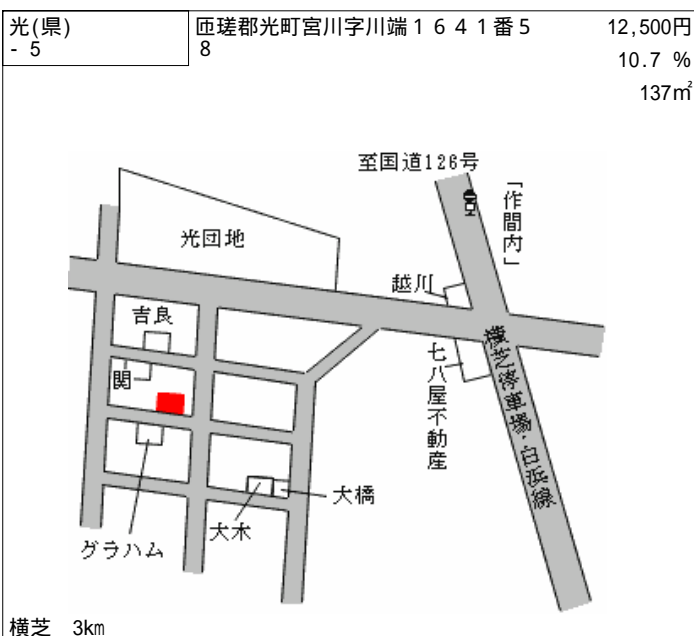 光(県)
- 5
匝瑳郡光町宮川字川端１６４１番５
８
12,500円
10.7 %
137㎡
至国道126号
「作間内」
光団地
越川
吉良
七八屋不動産
関
横芝停車場・白浜線
大橋
大木
グラハム
横芝 3km